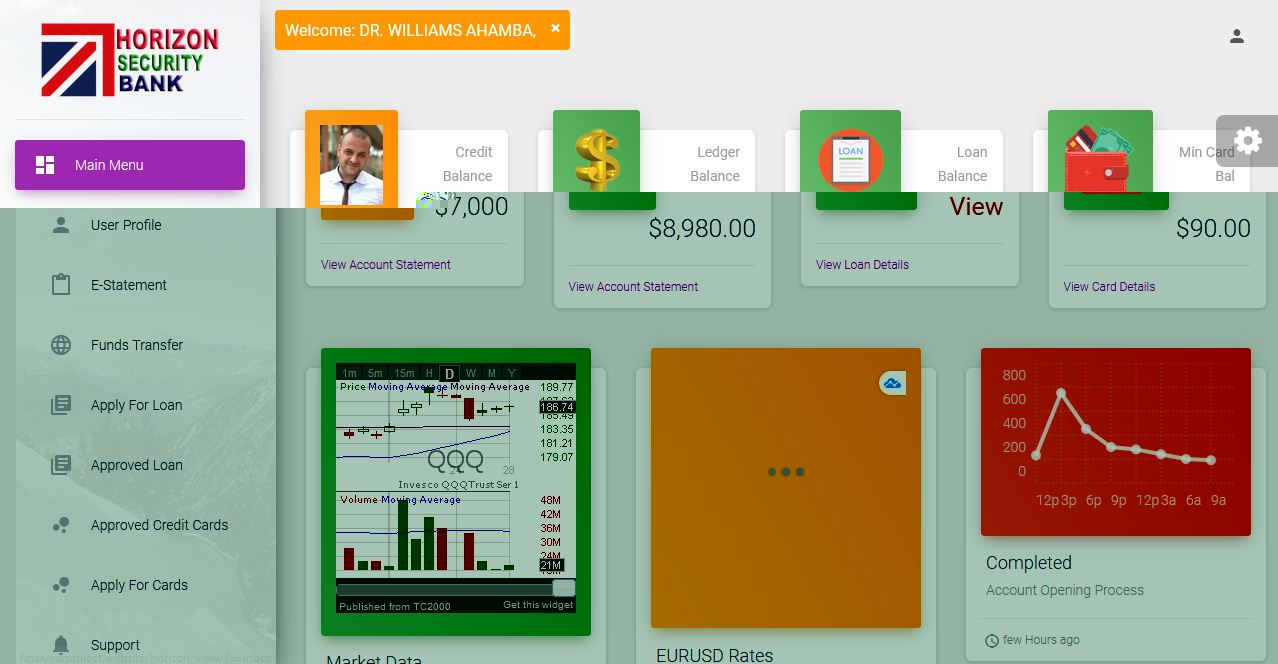 HORIZON
SECURITY
BANK
Welcome: DR. WILLIAMS AHAMBA,
×
Main Menu
User Profile
E-Statement
Funds Transfer
Apply For Loan
Approved Loan
Approved Credit Cards
Apply For Cards
Support
finalyearproject.website/horizon/view/?v=index
Credit
Balance
$7,000
View Account Statement
Ledger
Balance
$8,980.00
View Account Statement
LOAN
Loan
Balance
View
View Loan Details
Min Card
Bal
$90.00
View Card Details
1m 5m 15m H D W M Y
Price Moving Average Moving Average
189.77
186.74
185.49
183.35
181.21
179.07
QQQ
24 28
Invesco QQQTrust Ser 1
Volume Moving Average
48M
42M
36M
30M
24M
21M
Published from TC2000
Get this widget
Market Data
EURUSD Rates
800
600
400
200
0
12p 3p 6p 9p 12p 3a 6a 9a
Completed
Account Opening Process
few Hours ago